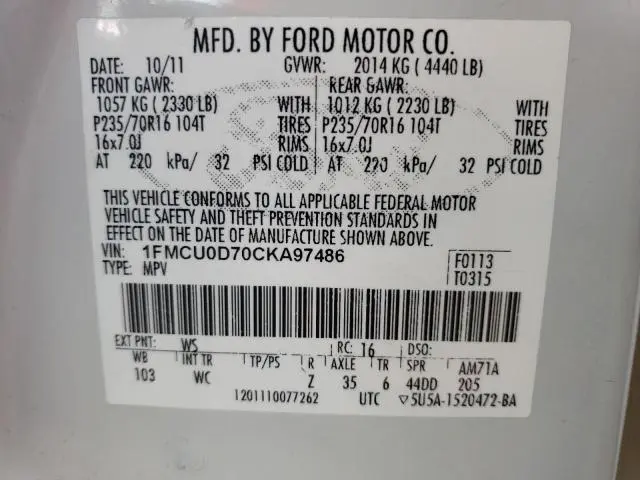 MFD. BY FORD MOTOR CO.
DATE: 10/11 GVWR: 2014 KG ( 4440 LB)
FRONT GAWR: REAR GAWR:
1057 KG ( 2330 LB) WITH 1012 KG ( 2230 LB) WITH
P235/70R16 104T TIRES P235/70R16 104T TIRES
16x7.0J RIMS 16x7.0J RIMS
AT 220 kPa/ 32 PSI COLD AT 220 kPa/ 32 PSI COLD
THIS VEHICLE CONFORMS TO ALL APPLICABLE FEDERAL MOTOR
VEHICLE SAFETY AND THEFT PREVENTION STANDARDS IN
EFFECT ON THE DATE OF MANUFACTURE SHOWN ABOVE.
VIN: 1FMCU0D70CKA97486 F0113
TYPE: MPV T0315
EXT PNT: WS RC: 16 DSO:
WB INT TR TP/PS R AXLE TR SPR AM71A
103 WC Z 35 6 44DD 205
1201110077262 UTC ▽5U5A-1520472-BA